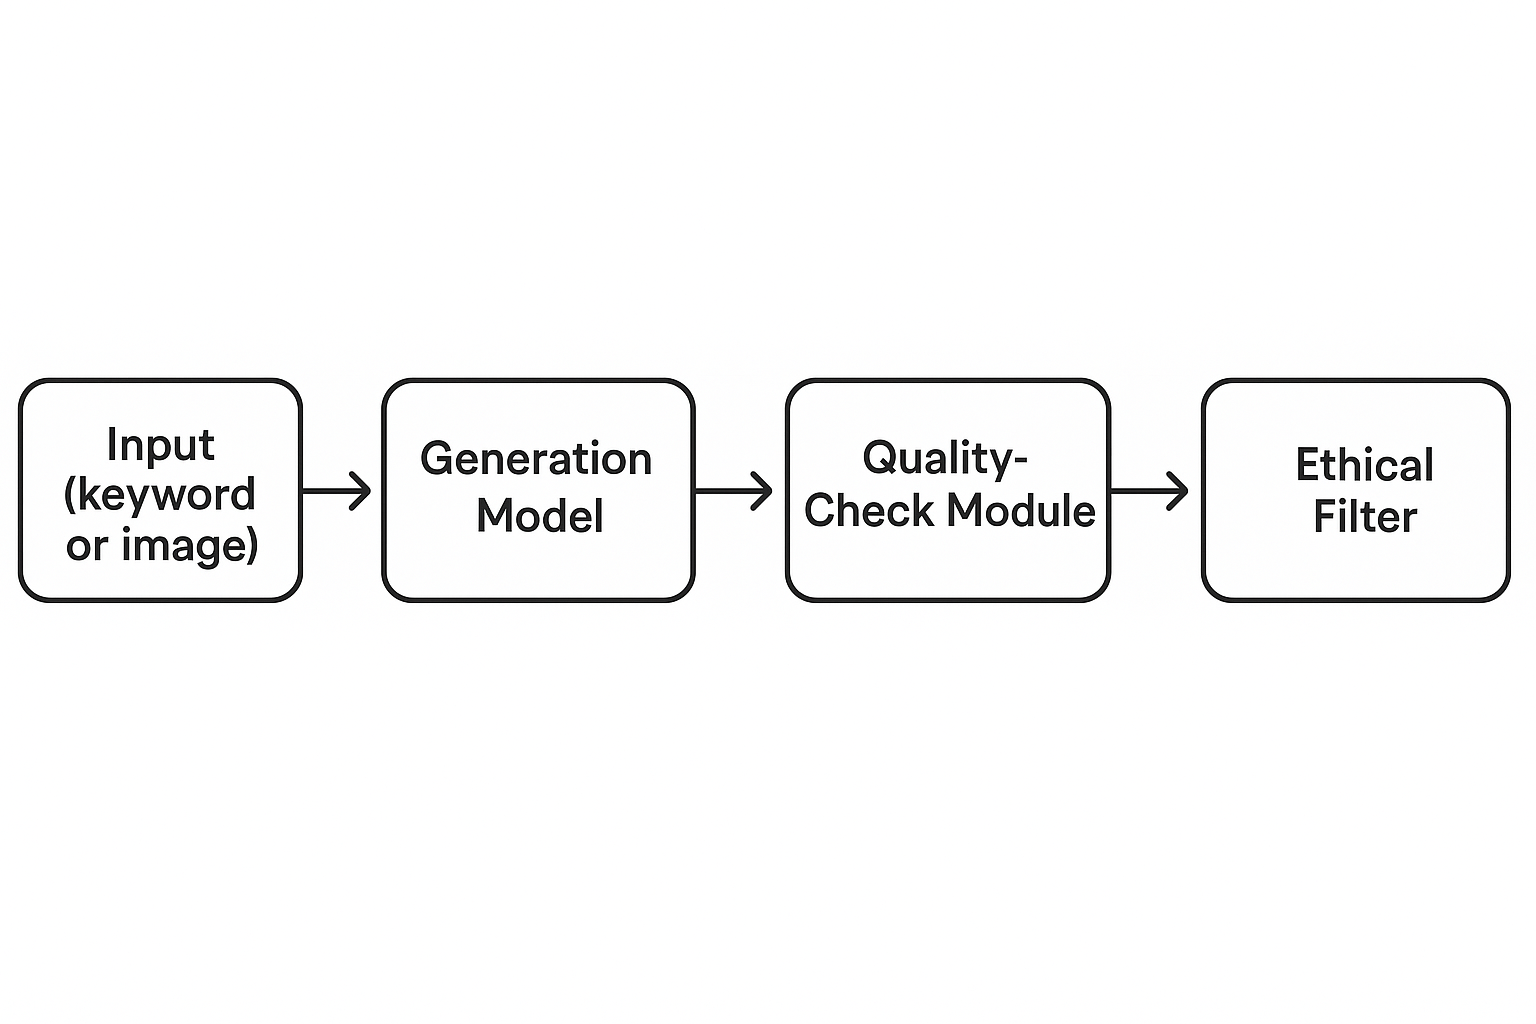 Input
(keyword
or image)
Generation
Model
Quality-
Check Module
Ethical
Filter